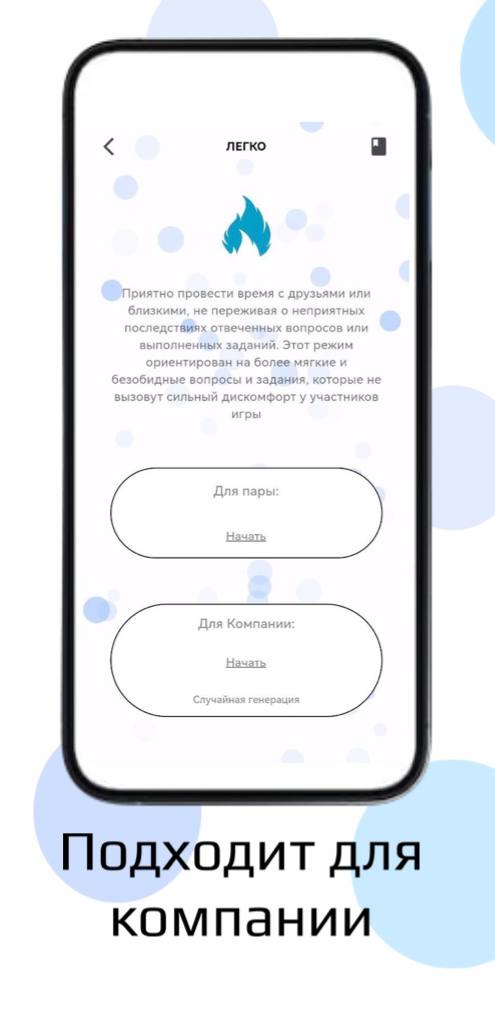 ЛЕГКО
Приятно провести время с друзьями или
близкими, не переживая о неприятных
последствиях отвеченных вопросов или
выполненных заданий. Этот режим
ориентирован на более мягкие и
безобидные вопросы и задания, которые не
вызовут сильный дискомфорт у участников
игры
Для пары:
Начать
Для Компании:
Начать
Случайная генерация
Подходит для
компании